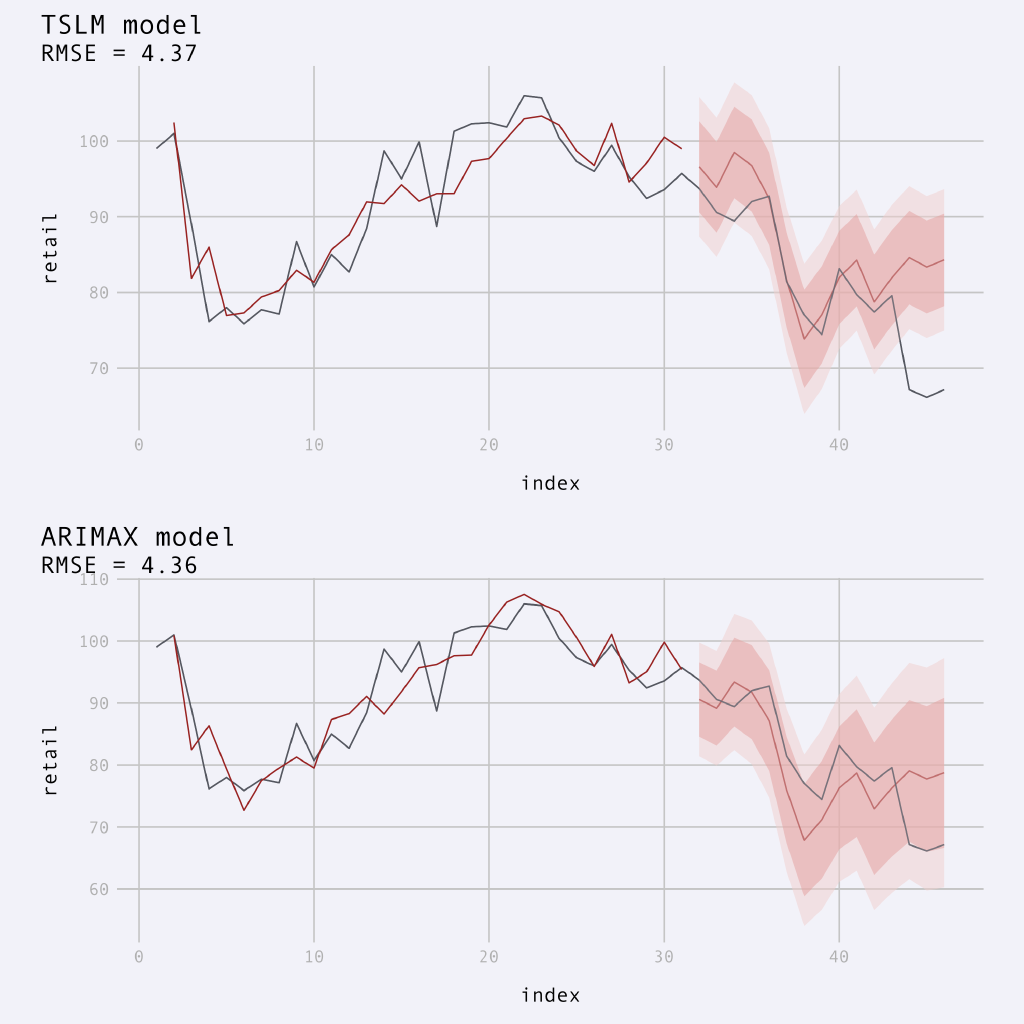 TSLM model
RMSE = 4.37
100
90
80
70
retail
0 10 20 30 40
index
ARIMAX model
RMSE = 4.36
110
100
90
80
70
60
retail
0 10 20 30 40
index